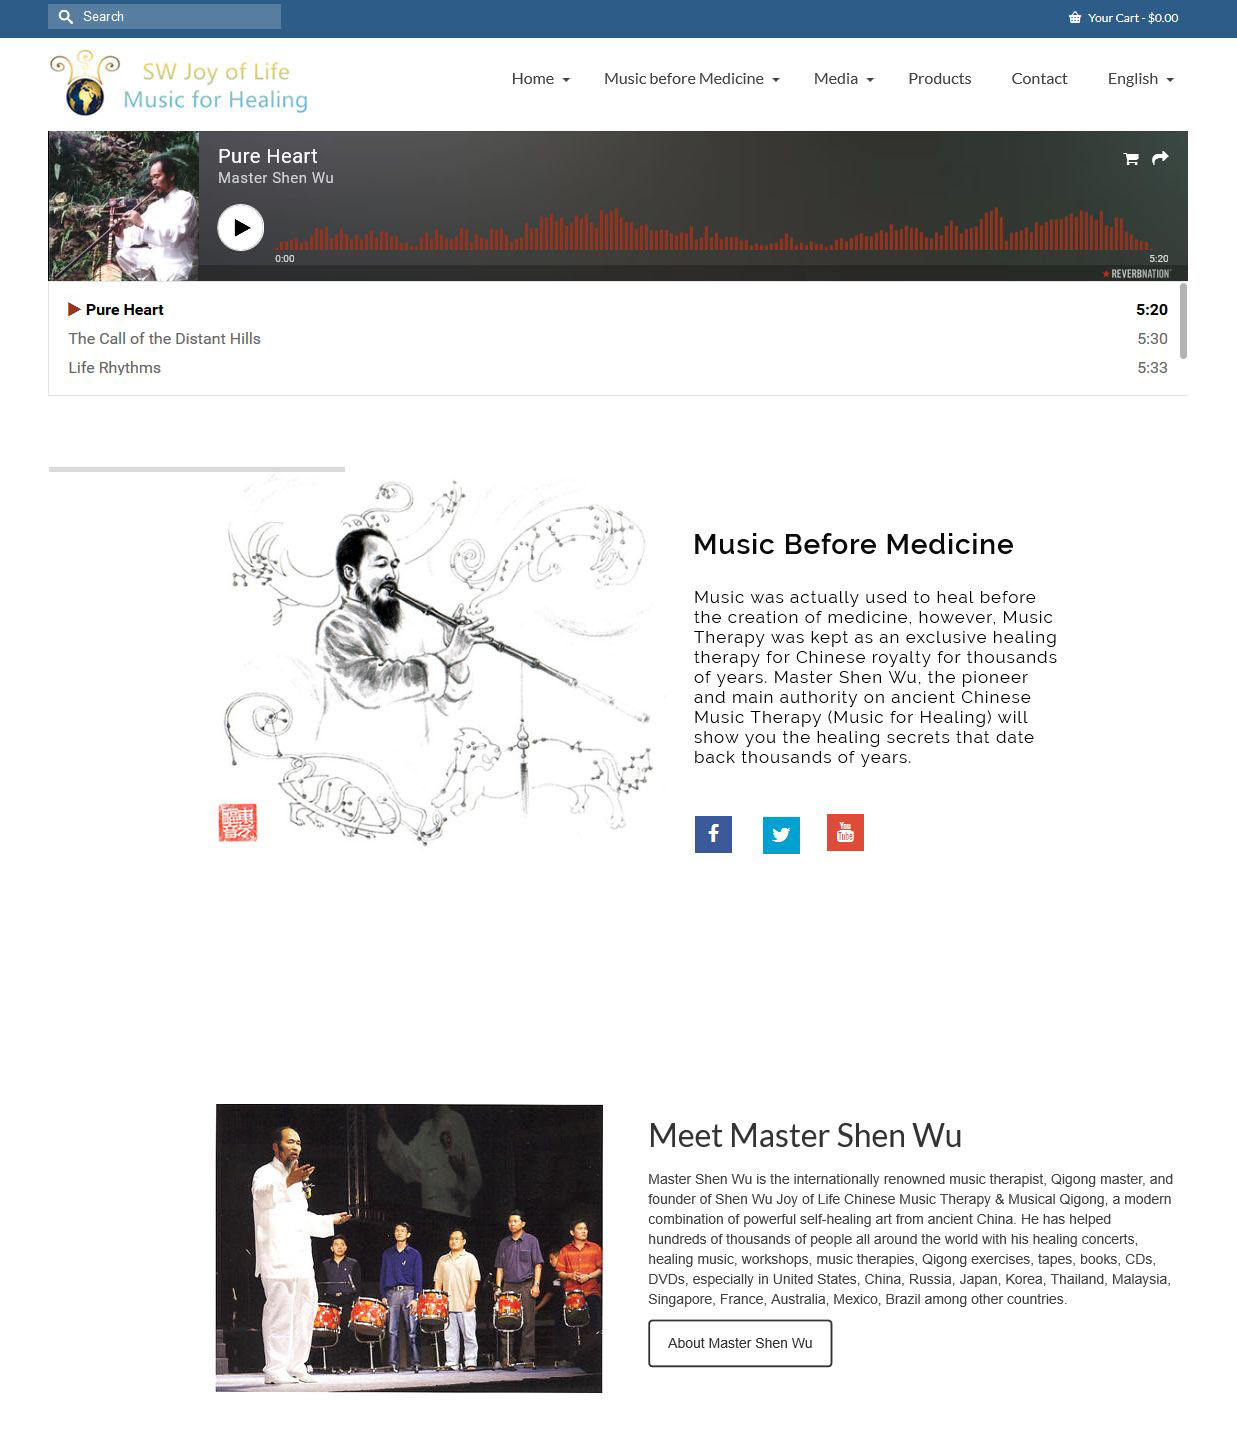 Search
Your Cart - $0.00
SW Joy of Life
Music for Healing
Home
Music before Medicine
Media
Products
Contact
English
Pure Heart
Master Shen Wu
0:00
5:20
REVERBNATION
Pure Heart 5:20
The Call of the Distant Hills 5:30
Life Rhythms 5:33
Music Before Medicine
Music was actually used to heal before
the creation of medicine, however, Music
Therapy was kept as an exclusive healing
therapy for Chinese royalty for thousands
of years. Master Shen Wu, the pioneer
and main authority on ancient Chinese
Music Therapy (Music for Healing) will
show you the healing secrets that date
back thousands of years.
You
Tube
Meet Master Shen Wu
Master Shen Wu is the internationally renowned music therapist, Qigong master, and
founder of Shen Wu Joy of Life Chinese Music Therapy & Musical Qigong, a modern
combination of powerful self-healing art from ancient China. He has helped
hundreds of thousands of people all around the world with his healing concerts,
healing music, workshops, music therapies, Qigong exercises, tapes, books, CDs,
DVDs, especially in United States, China, Russia, Japan, Korea, Thailand, Malaysia,
Singapore, France, Australia, Mexico, Brazil among other countries.
About Master Shen Wu